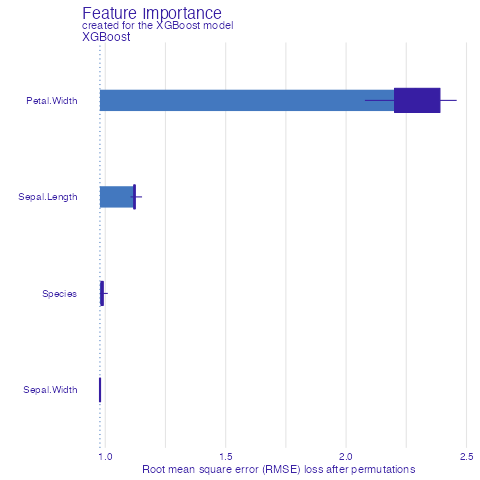 Feature Importance
created for the XGBoost model
XGBoost
Petal.Width
Sepal.Length
Species
Sepal.Width
1.0 1.5 2.0 2.5
Root mean square error (RMSE) loss after permutations